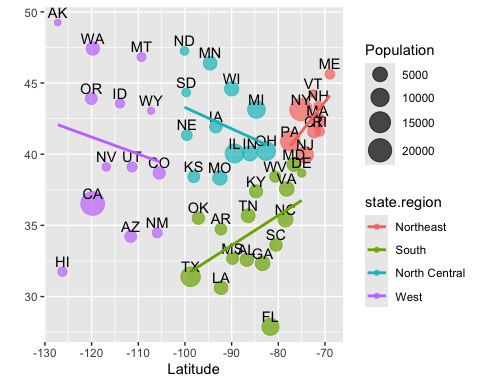 50
45
40
35
30
-130
-120
-110
-100
-90
-80
-70
Latitude
AK
WA
MT
ND
MN
ME
OR
ID
WY
SD
WI
MI
VT
NH
NY
NE
IA
PA
CT
RI
NJ
NV
UT
CO
KS
MO
IL
IN
OH
MD
DE
WV
VA
KY
CA
OK
AR
TN
NC
AZ
NM
SC
HI
TX
LA
MS
AL
GA
FL
Population
5000
10000
15000
20000
state.region
Northeast
South
North Central
West